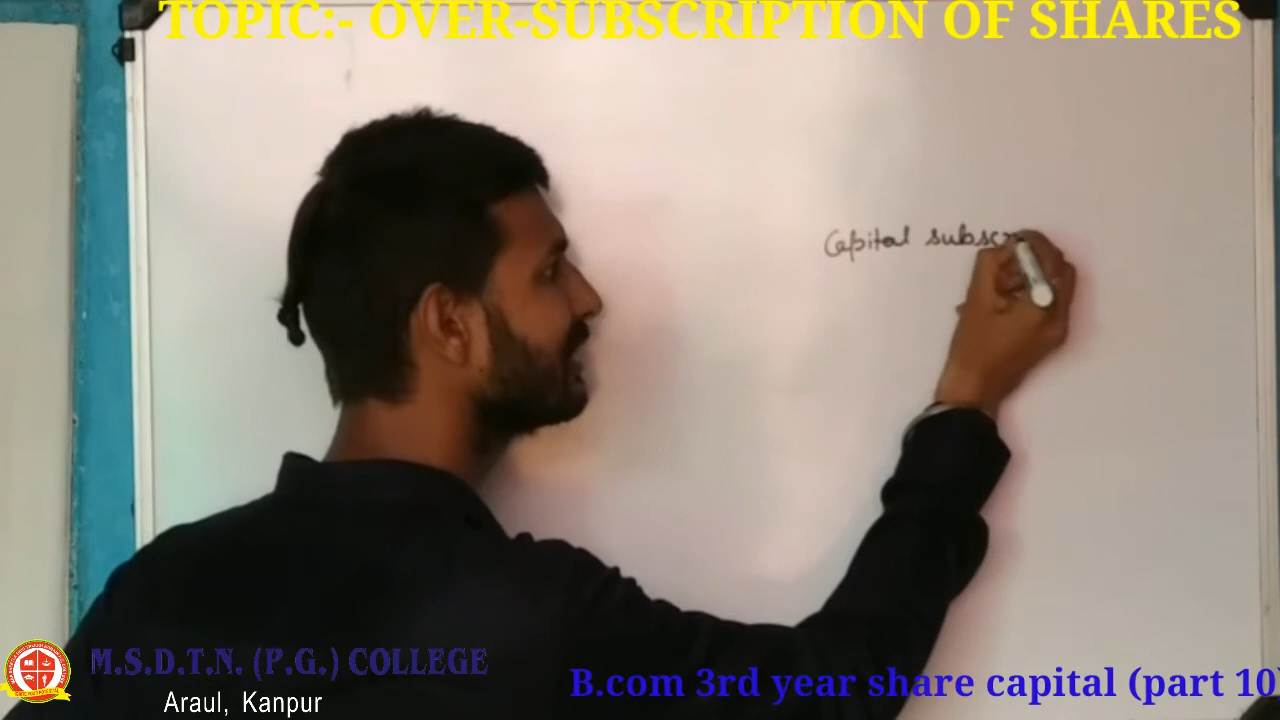 TOPIC:- OVER-SUBSCRIPTION OF SHARES
Capital subscr
M.S.D.T.N. (P.G.) COLLEGE
Araul, Kanpur
B.com 3rd year share capital (part 10)